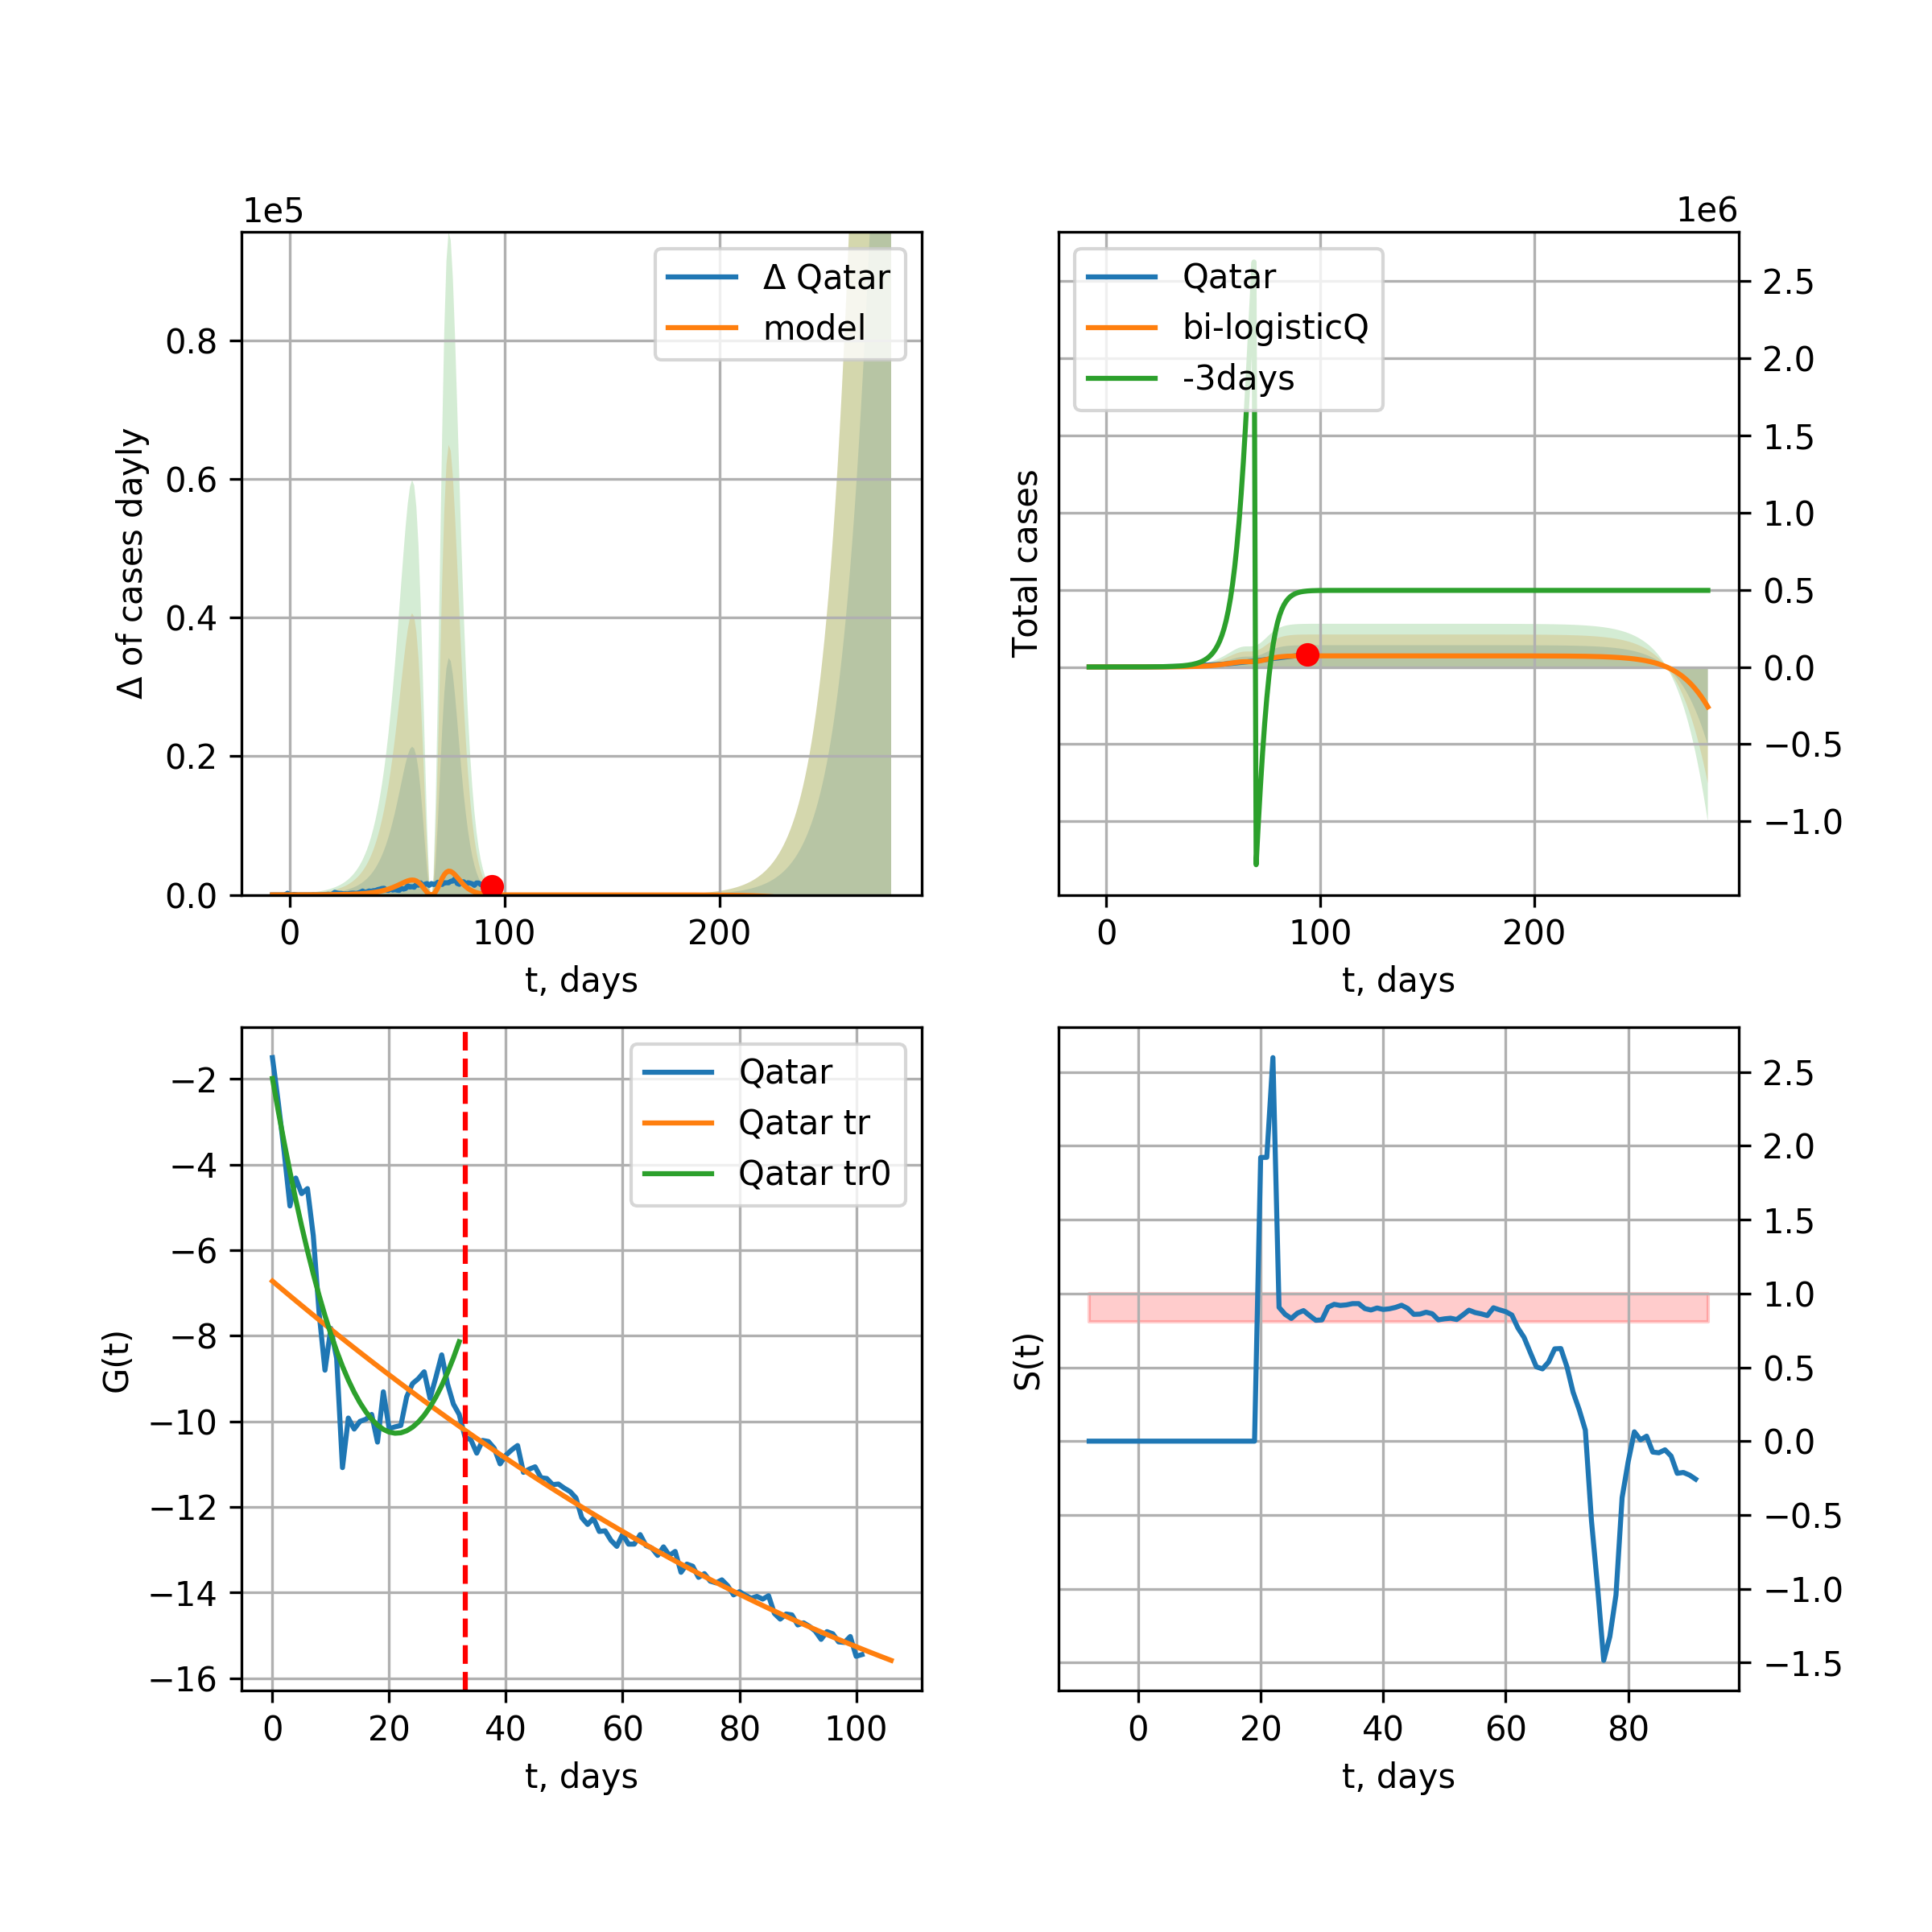 1e5
Δ Qatar
model
0.8
0.6
0.4
0.2
0.0
Δ of cases dayly
0 100 200
t, days
1e6
Qatar
bi-logisticQ
-3days
2.5
2.0
1.5
1.0
0.5
0.0
−0.5
−1.0
Total cases
0 100 200
t, days
Qatar
Qatar tr
Qatar tr0
−2
−4
−6
−8
−10
−12
−14
−16
G(t)
0 20 40 60 80 100
t, days
2.5
2.0
1.5
1.0
0.5
0.0
−0.5
−1.0
−1.5
S(t)
0 20 40 60 80
t, days